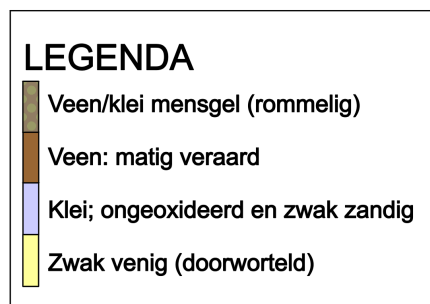 LEGENDA
Veen/klei mensgel (rommelig)
Veen: matig veraard
Klei; ongeoxideerd en zwak zandig
Zwak venig (doorworteld)